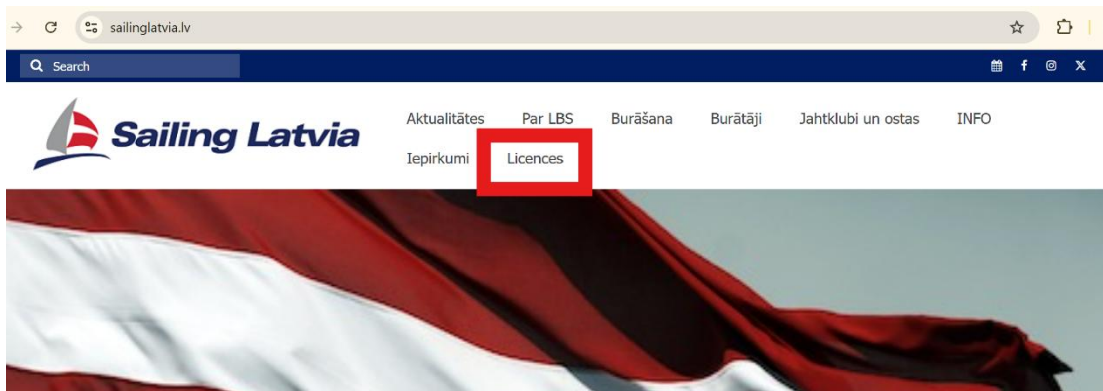 sailinglatvia.lv
Search
Sailing Latvia
Aktualitātes Par LBS Burāšana Burātāji Jahtklubi un ostas INFO
Iepirkumi Licences